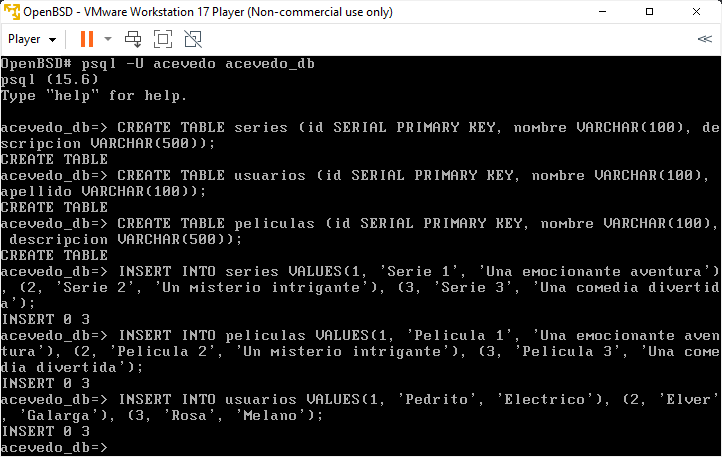 OpenBSD - VMware Workstation 17 Player (Non-commercial use only)
Player
OpenBSD# psql -U acevedo acevedo_db
psql (15.6)
Type "help" for help.
acevedo_db=> CREATE TABLE series (id SERIAL PRIMARY KEY, nombre VARCHAR(100), de
scripcion VARCHAR(500));
CREATE TABLE
acevedo_db=> CREATE TABLE usuarios (id SERIAL PRIMARY KEY, nombre VARCHAR(100),
apellido VARCHAR(100));
CREATE TABLE
acevedo_db=> CREATE TABLE peliculas (id SERIAL PRIMARY KEY, nombre VARCHAR(100),
 descripcion VARCHAR(500));
CREATE TABLE
acevedo_db=> INSERT INTO series VALUES(1, 'Serie 1', 'Una emocionante aventura')
, (2, 'Serie 2', 'Un misterio intrigante'), (3, 'Serie 3', 'Una comedia divertid
a');
INSERT 0 3
acevedo_db=> INSERT INTO peliculas VALUES(1, 'Pelicula 1', 'Una emocionante aven
tura'), (2, 'Pelicula 2', 'Un misterio intrigante'), (3, 'Pelicula 3', 'Una come
dia divertida');
INSERT 0 3
acevedo_db=> INSERT INTO usuarios VALUES(1, 'Pedrito', 'Electrico'), (2, 'Elver'
, 'Galarga'), (3, 'Rosa', 'Melano');
INSERT 0 3
acevedo_db=>